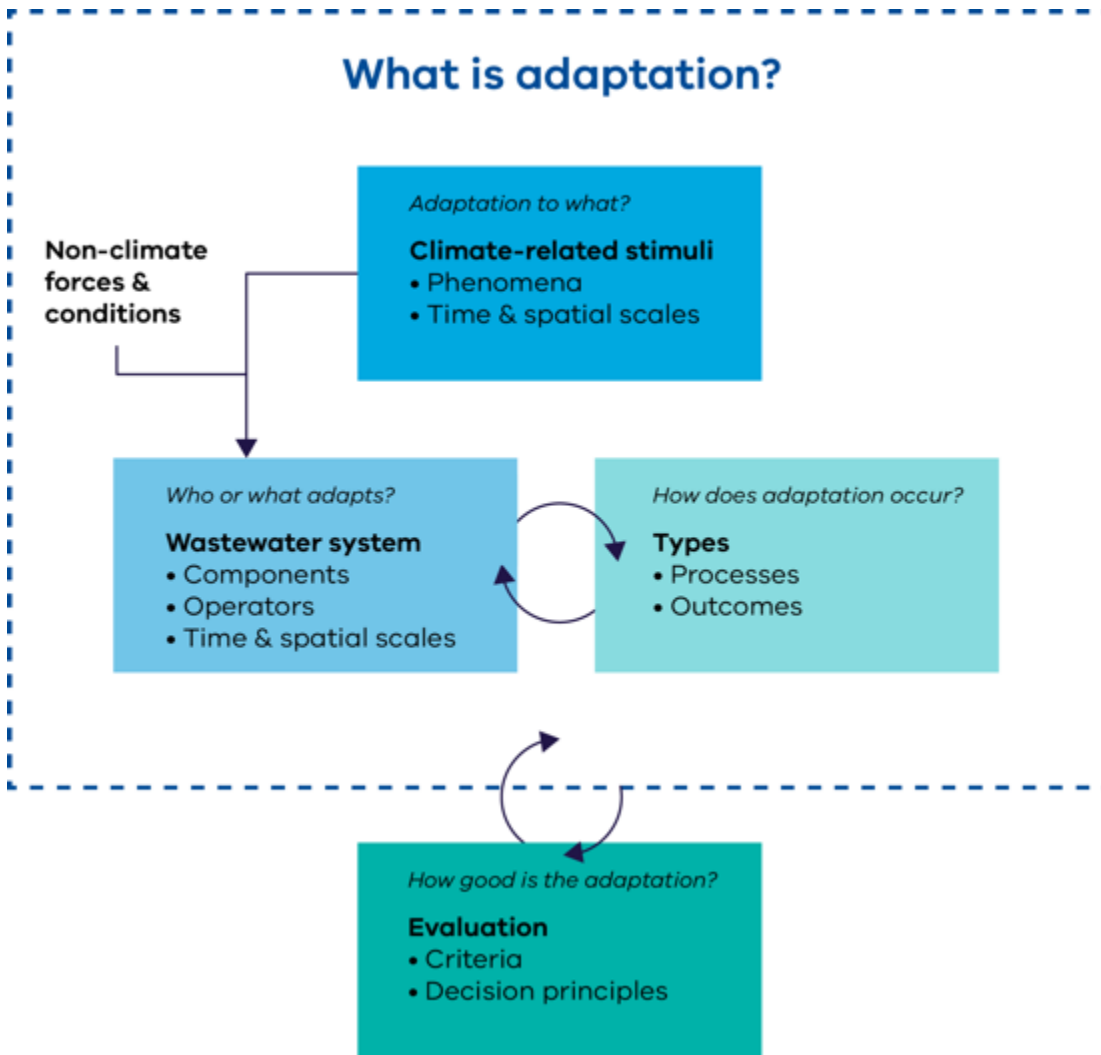 What is adaptation?
Adaptation to what?
Climate-related stimuli
• Phenomena
• Time & spatial scales
Non-climate
forces &
conditions
Who or what adapts?
Wastewater system
• Components
• Operators
• Time & spatial scales
How does adaptation occur?
Types
• Processes
• Outcomes
How good is the adaptation?
Evaluation
• Criteria
• Decision principles